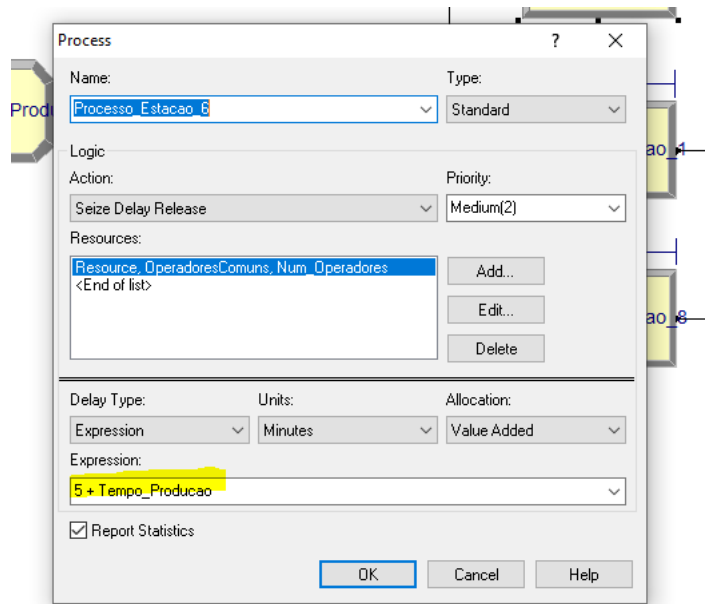 Process
? ×
Name:
Type:
Processo_Estacao_6
Standard
Produ
ao_1
Logic
Action:
Priority:
Seize Delay Release
Medium(2)
Resources:
Resource, OperadoresComuns, Num_Operadores
<End of list>
Add...
Edit...
Delete
ao_8
Delay Type:
Units:
Allocation:
Expression
Minutes
Value Added
Expression:
5 + Tempo_Producao
Report Statistics
OK
Cancel
Help